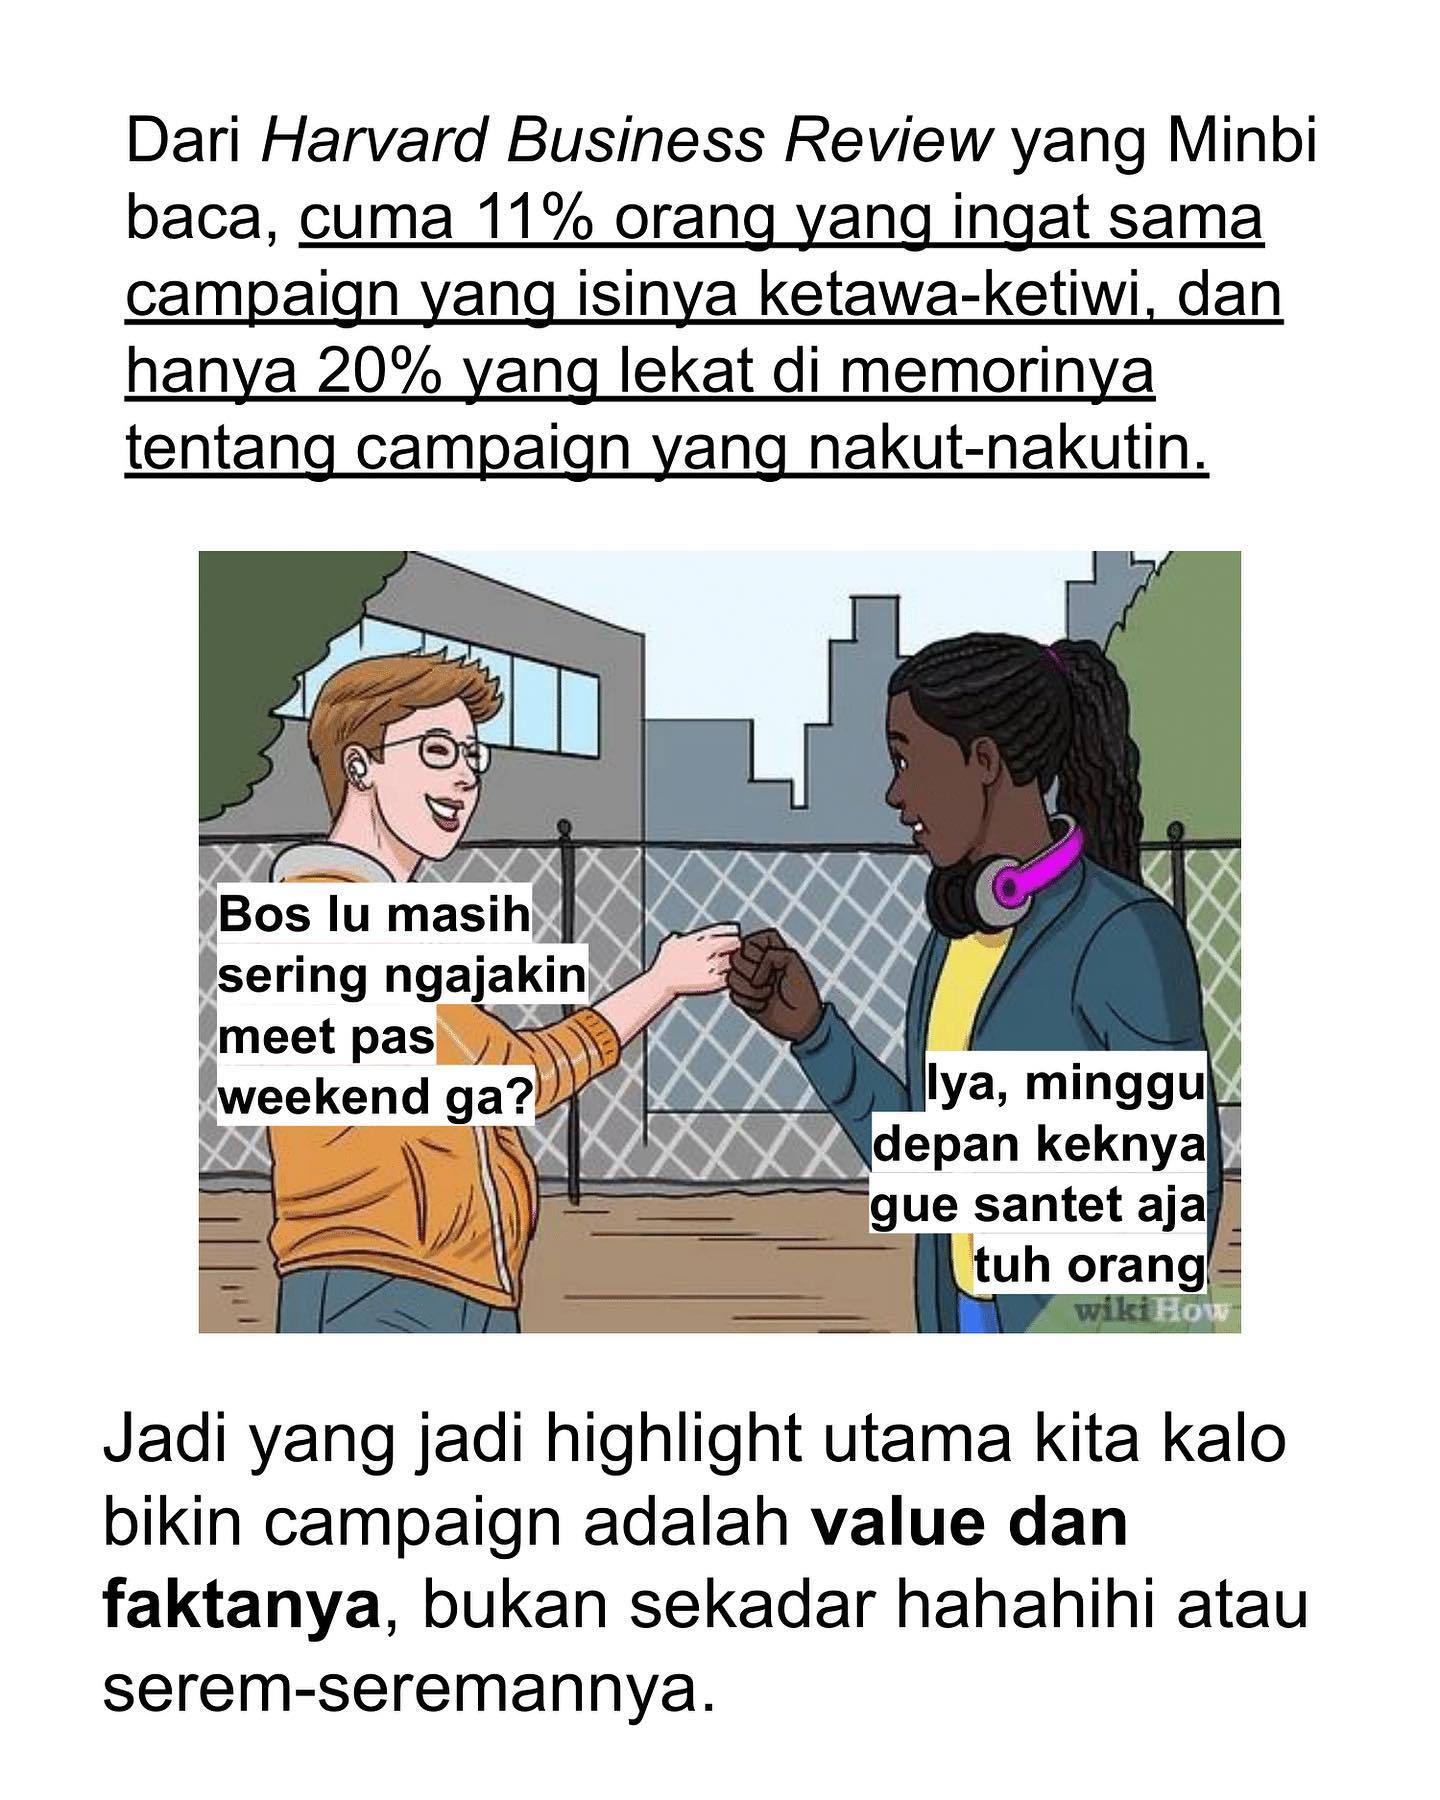 Dari Harvard Business Review yang Minbi
baca, cuma 11% orang yang ingat sama
campaign yang isinya ketawa-ketiwi, dan
hanya 20% yang lekat di memorinya
tentang campaign yang nakut-nakutin.
Bos lu masih
sering ngajakin
meet pas
weekend ga?
Iya, minggu
depan keknya
gue santet aja
tuh orang
wikiHow
Jadi yang jadi highlight utama kita kalo
bikin campaign adalah value dan
faktanya, bukan sekadar hahahihi atau
serem-seremannya.